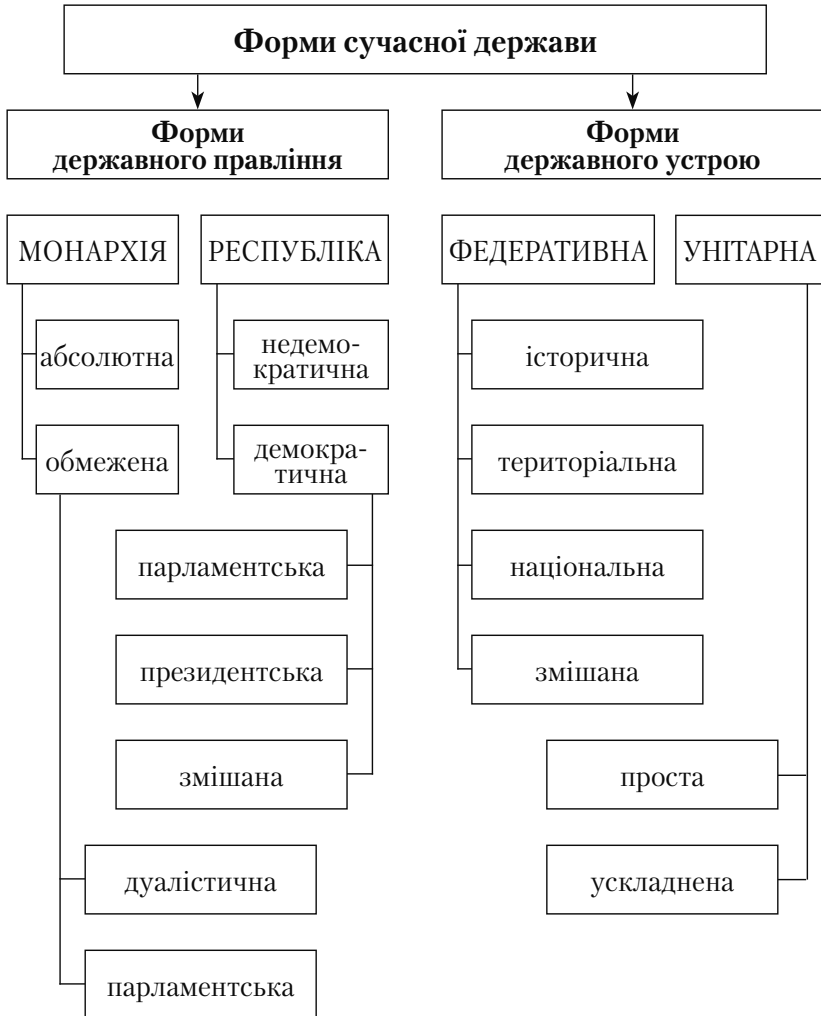 Форми сучасної держави
Форми
державного правління
Форми
державного устрою
МОНАРХІЯ
РЕСПУБЛІКА
ФЕДЕРАТИВНА
УНІТАРНА
абсолютна
недемо-
кратична
історична
обмежена
демокра-
тична
територіальна
парламентська
національна
президентська
змішана
змішана
проста
дуалістична
ускладнена
парламентська